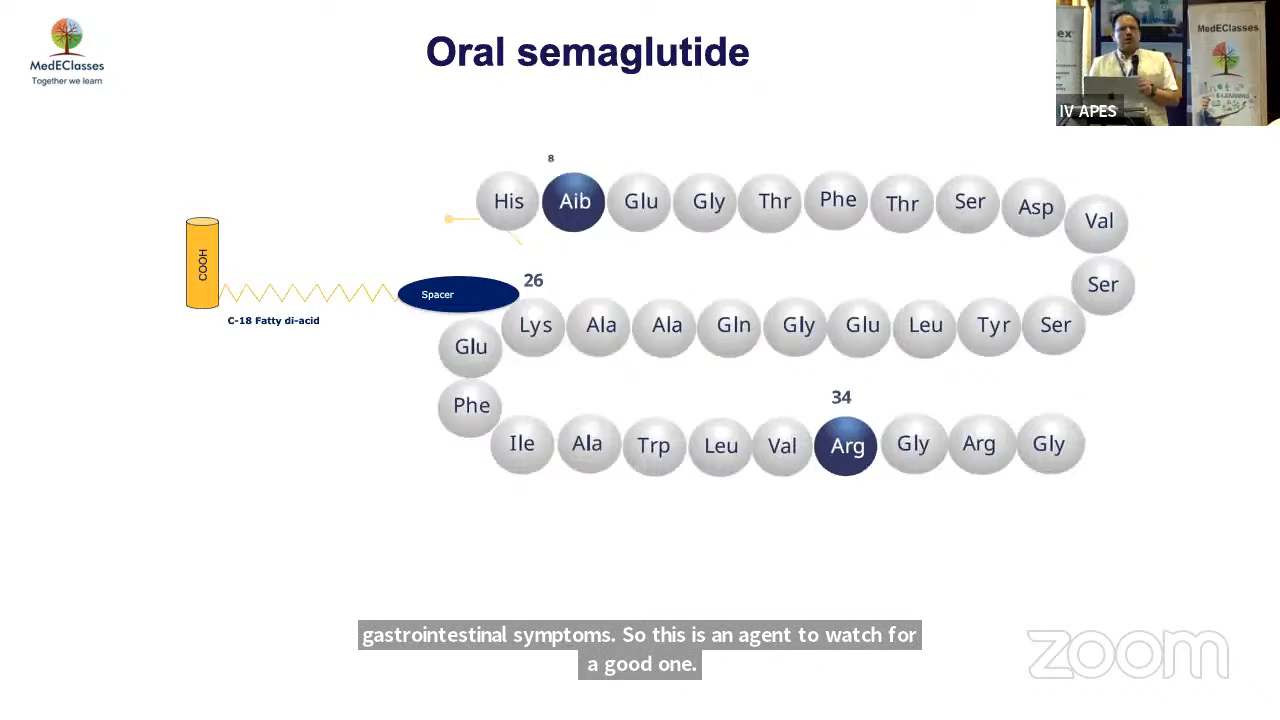 MedEClasses
Together we learn
Oral semaglutide
MedEClasses
IV APES
8
His Aib Glu Gly Thr Phe Thr Ser Asp Val
Ser
26
COOH
Spacer
C-18 Fatty di-acid
Lys Ala Ala Gln Gly Glu Leu Tyr Ser
Glu
Phe
34
Ile Ala Trp Leu Val Arg Gly Arg Gly
gastrointestinal symptoms. So this is an agent to watch for
a good one.
zoom